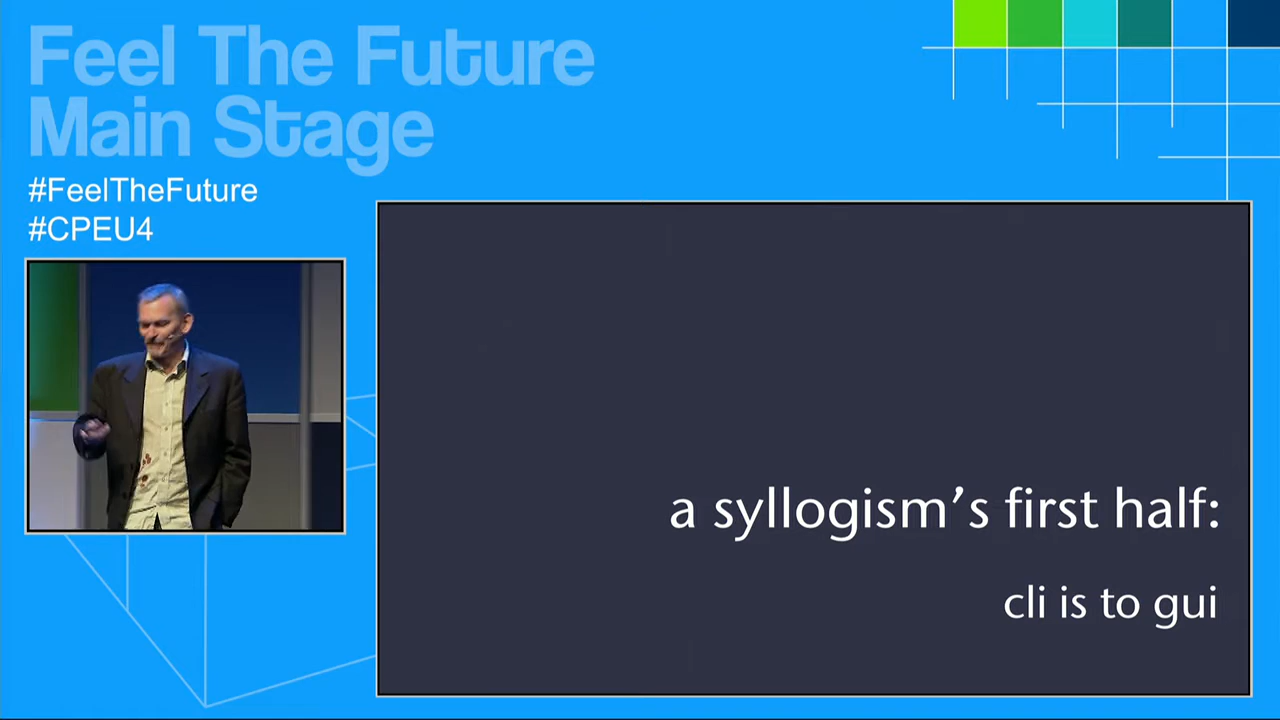 Feel The Future
Main Stage
#FeelTheFuture
#CPEU4
a syllogism’s first half:
cli is to gui